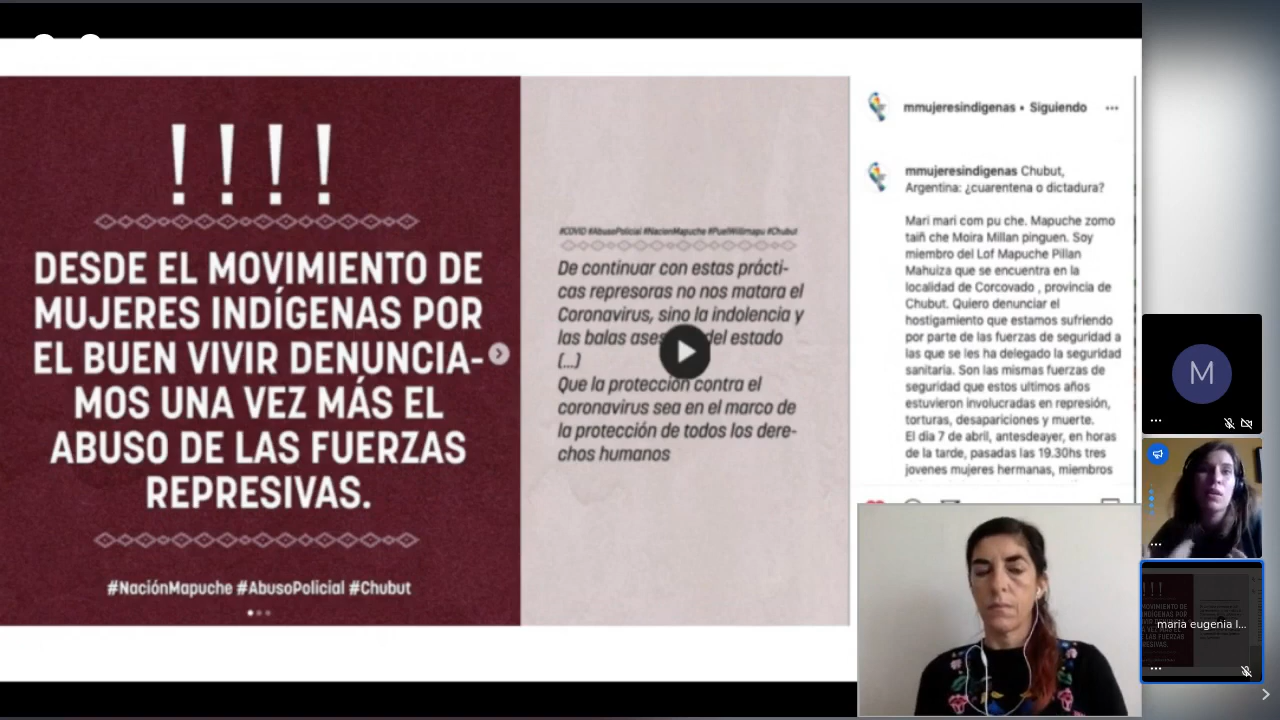 ! ! ! !
DESDE EL MOVIMIENTO DE
MUJERES INDÍGENAS POR
EL BUEN VIVIR DENUNCIA-
MOS UNA VEZ MÁS EL
ABUSO DE LAS FUERZAS
REPRESIVAS.
#NaciónMapuche #AbusoPolicial #Chubut
#COVID #AbusoPolicial #NacionMapuche #PuelWillimapu #Chubut
De continuar con estas prácti-
cas represoras no nos matara el
Coronavirus, sino la indolencia y
las balas del estado
(...)
Que la protección contra el
coronavirus sea en el marco de
la protección de todos los dere-
chos humanos
mmujeresindigenas • Siguiendo
mmujeresindigenas Chubut,
Argentina: ¿cuarentena o dictadura?
Mari mari com pu che. Mapuche zomo
taiñ che Moira Millan pinguen. Soy
miembro del Lof Mapuche Pillan
Mahuiza que se encuentra en la
localidad de Corcovado , provincia de
Chubut. Quiero denunciar el
hostigamiento que estamos sufriendo
por parte de las fuerzas de seguridad a
las que se les ha delegado la seguridad
sanitaria. Son las mismas fuerzas de
seguridad que estos ultimos años
estuvieron involucradas en represión,
torturas, desapariciones y muerte.
El dia 7 de abril, antesdeayer, en horas
de la tarde, pasadas las 19.30hs tres
jovenes mujeres hermanas, miembros
M
maria eugenia l...